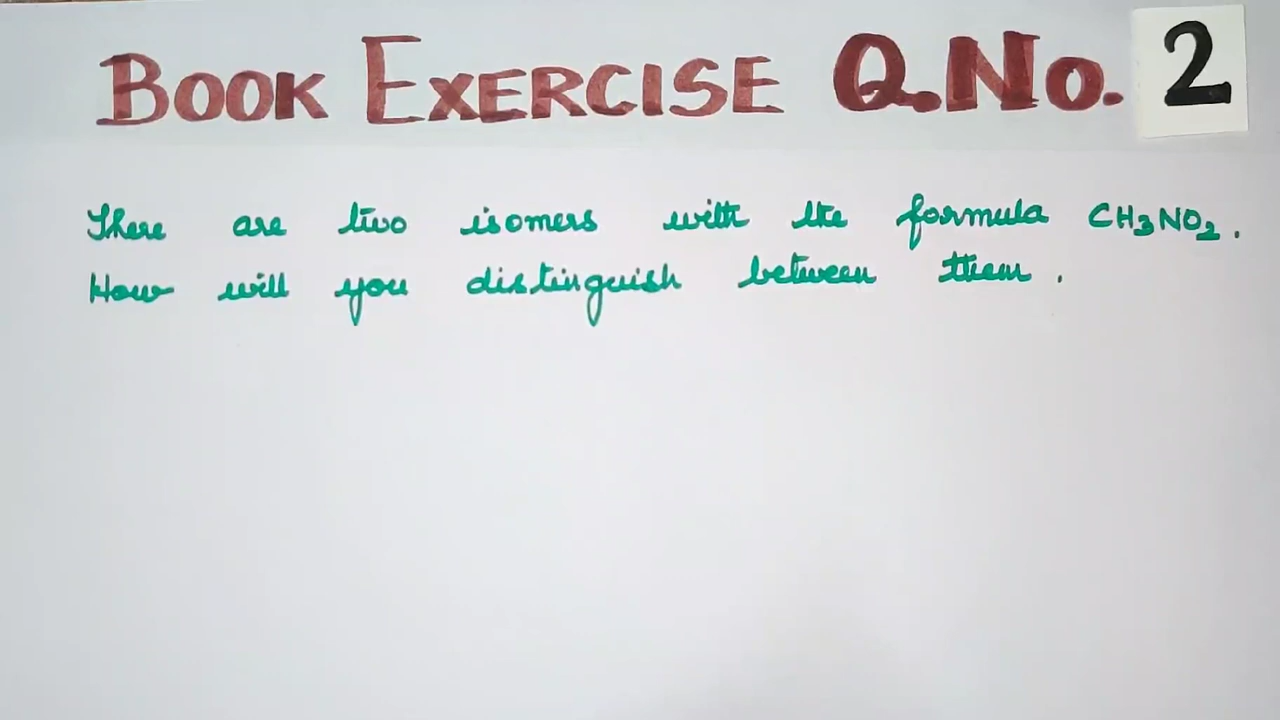 BOOK EXERCISE Q.No. 2
There are two isomers with the formula CH₃NO₂.
How will you distinguish between them.